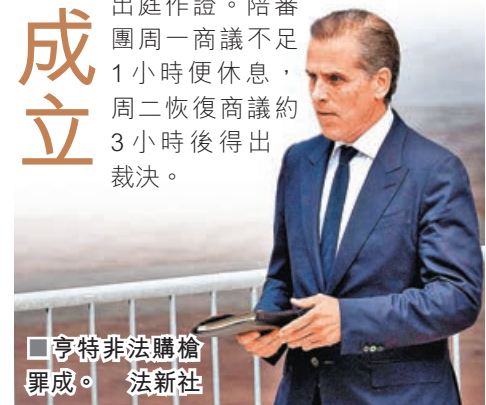 成立
出庭作證。陪審
團周一商議不足
1小時便休息，
周二恢復商議約
3小時後得出
裁決。
■亨特非法購槍
罪成。 法新社